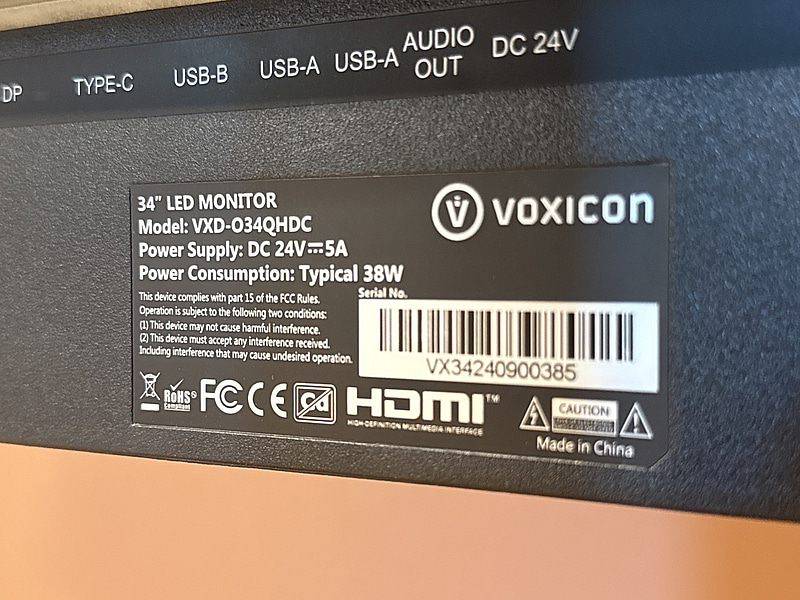 DP TYPE-C USB-B USB-A USB-A AUDIO OUT DC 24V
34” LED MONITOR
Model: VXD-O34QHDC
Power Supply: DC 24V⎓5A
Power Consumption: Typical 38W
VOXICON
This device complies with part 15 of the FCC Rules.
Operation is subject to the following two conditions:
(1) This device may not cause harmful interference.
(2) This device must accept any interference received.
Including interference that may cause undesired operation.
Serial No.
VX34240900385
RoHS
Compliant
FC CE Cd HDMI™
HIGH-DEFINITION MULTIMEDIA INTERFACE
CAUTION
Made in China